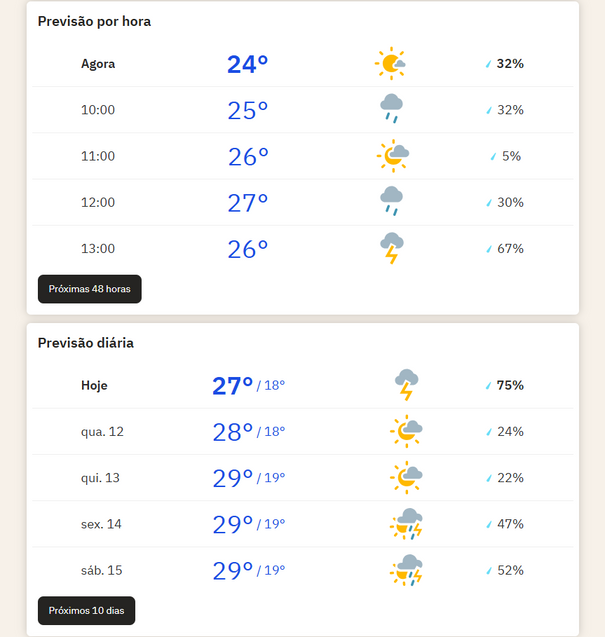 Previsão por hora
Agora 24° 32%
10:00 25° 32%
11:00 26° 5%
12:00 27° 30%
13:00 26° 67%
Próximas 48 horas
Previsão diária
Hoje 27° / 18° 75%
qua. 12 28° / 18° 24%
qui. 13 29° / 19° 22%
sex. 14 29° / 19° 47%
sáb. 15 29° / 19° 52%
Próximos 10 dias